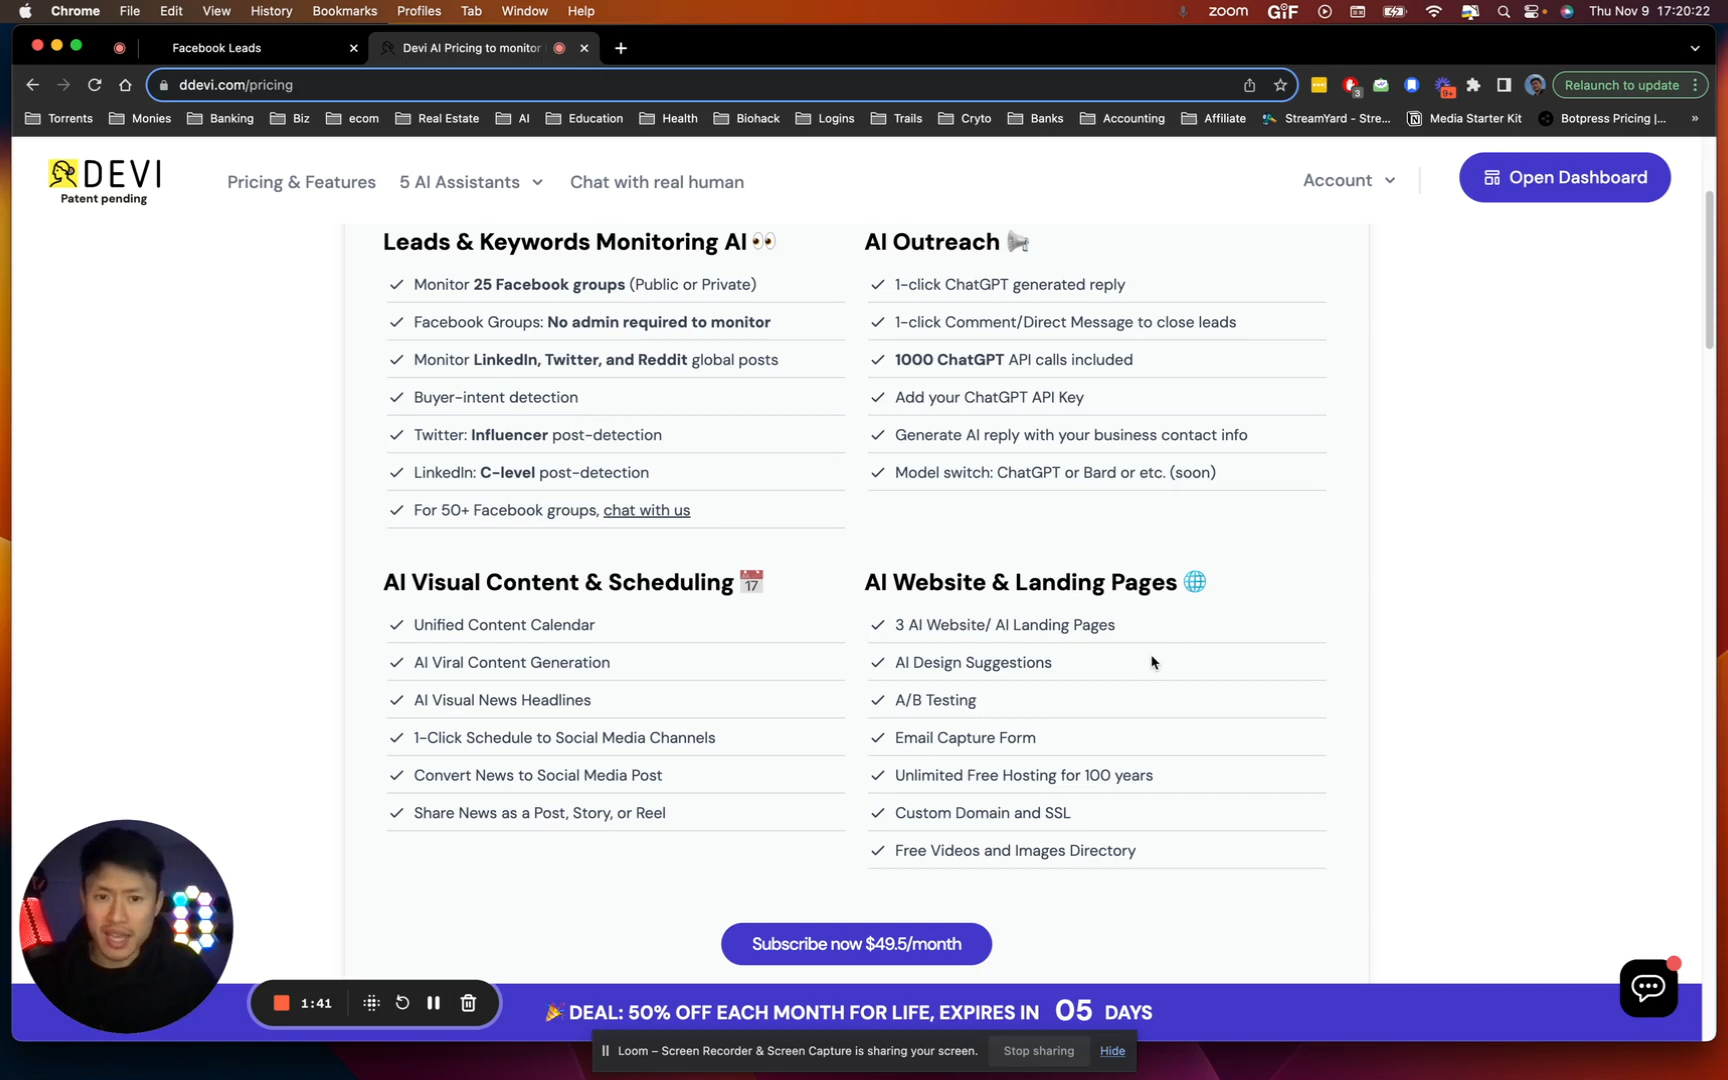 Chrome File Edit View History Bookmarks Profiles Tab Window Help
zoom GIF Thu Nov 9 17:20:22
Facebook Leads
Devi AI Pricing to monitor
ddevi.com/pricing
3
9+
Relaunch to update
Torrents Monies Banking Biz ecom Real Estate AI Education Health Biohack Logins Trails Cryto Banks Accounting Affiliate StreamYard - Stre... Media Starter Kit Botpress Pricing |... »
DEVI
Patent pending
Pricing & Features
5 AI Assistants
Chat with real human
Account
Open Dashboard
Leads & Keywords Monitoring AI 👀
Monitor 25 Facebook groups (Public or Private)
Facebook Groups: No admin required to monitor
Monitor LinkedIn, Twitter, and Reddit global posts
Buyer-intent detection
Twitter: Influencer post-detection
LinkedIn: C-level post-detection
For 50+ Facebook groups, chat with us
AI Outreach 📢
1-click ChatGPT generated reply
1-click Comment/Direct Message to close leads
1000 ChatGPT API calls included
Add your ChatGPT API Key
Generate AI reply with your business contact info
Model switch: ChatGPT or Bard or etc. (soon)
AI Visual Content & Scheduling 📅
Unified Content Calendar
AI Viral Content Generation
AI Visual News Headlines
1-Click Schedule to Social Media Channels
Convert News to Social Media Post
Share News as a Post, Story, or Reel
AI Website & Landing Pages 🌐
3 AI Website/ AI Landing Pages
AI Design Suggestions
A/B Testing
Email Capture Form
Unlimited Free Hosting for 100 years
Custom Domain and SSL
Free Videos and Images Directory
Subscribe now $49.5/month
1:41
🎉 DEAL: 50% OFF EACH MONTH FOR LIFE, EXPIRES IN 05 DAYS
Loom – Screen Recorder & Screen Capture is sharing your screen.
Stop sharing
Hide